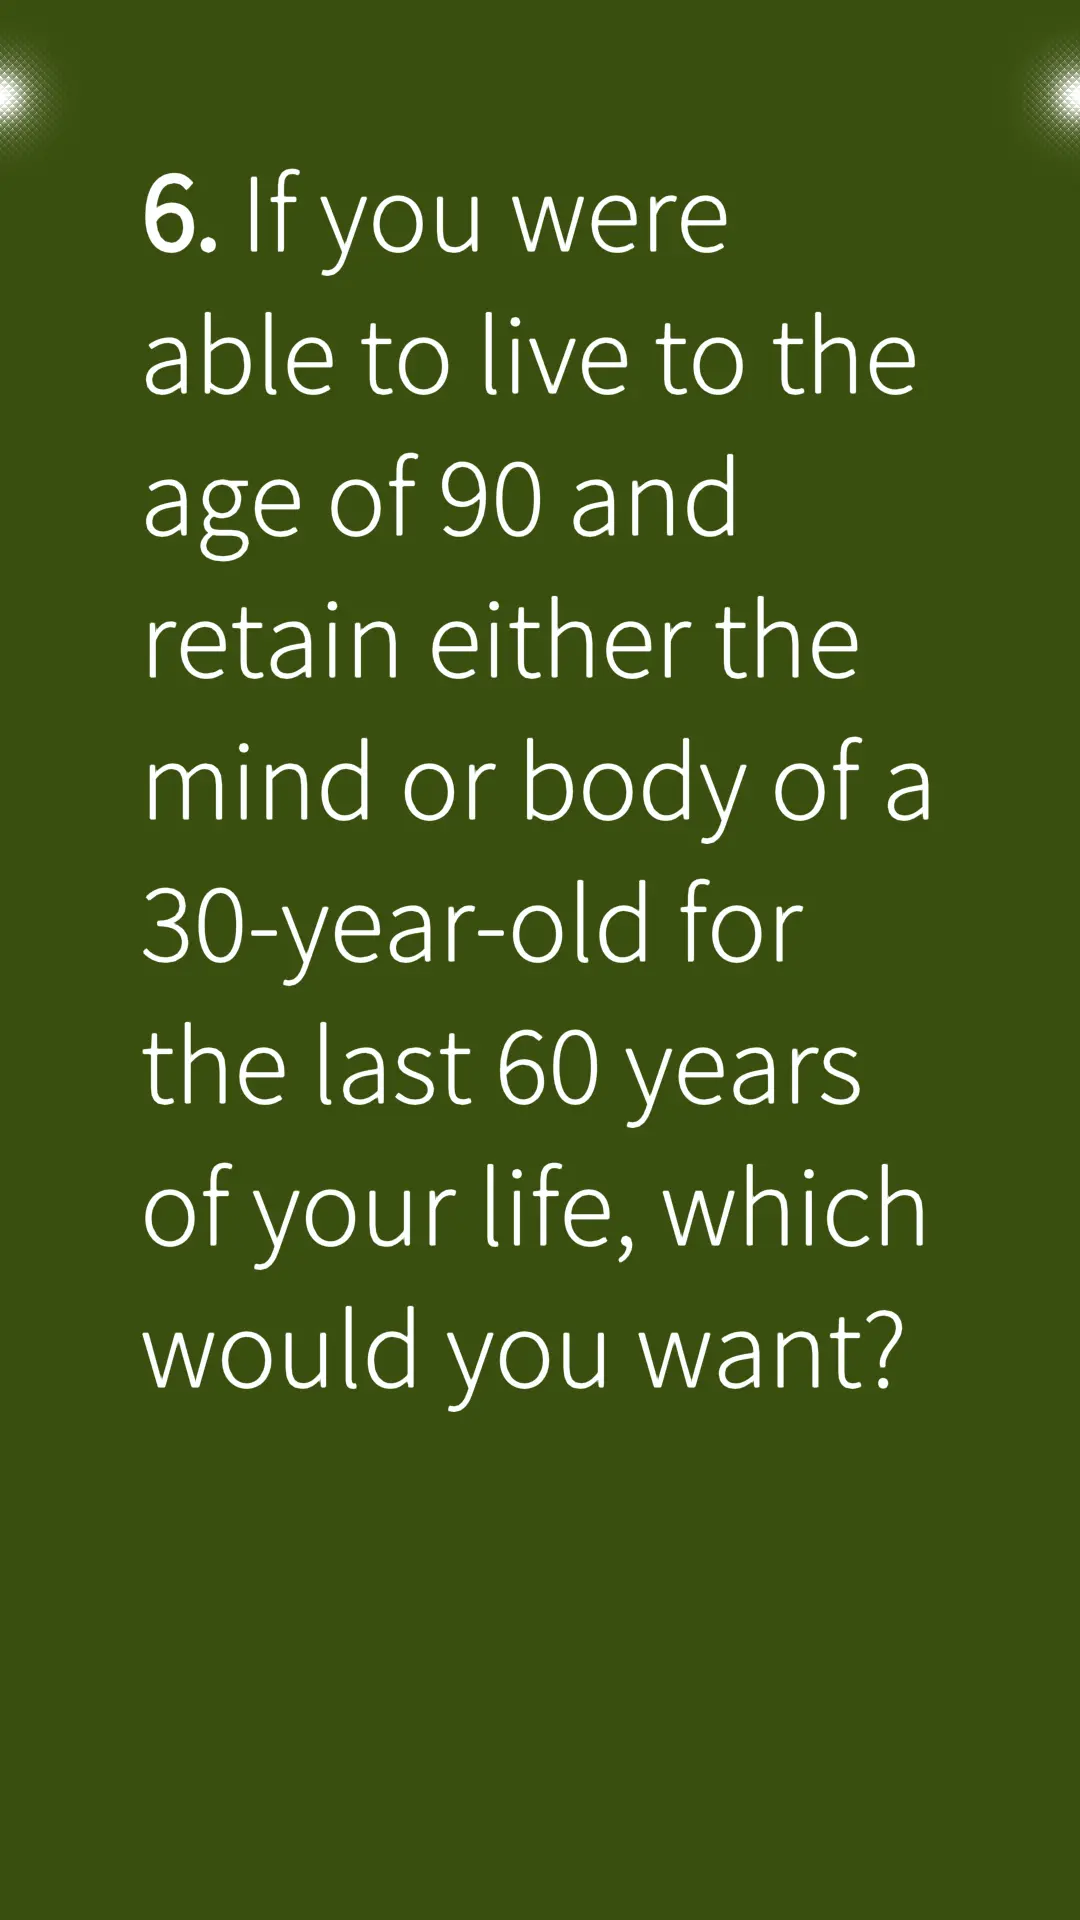 6. If you were
able to live to the
age of 90 and
retain either the
mind or body of a
30-year-old for
the last 60 years
of your life, which
would you want?